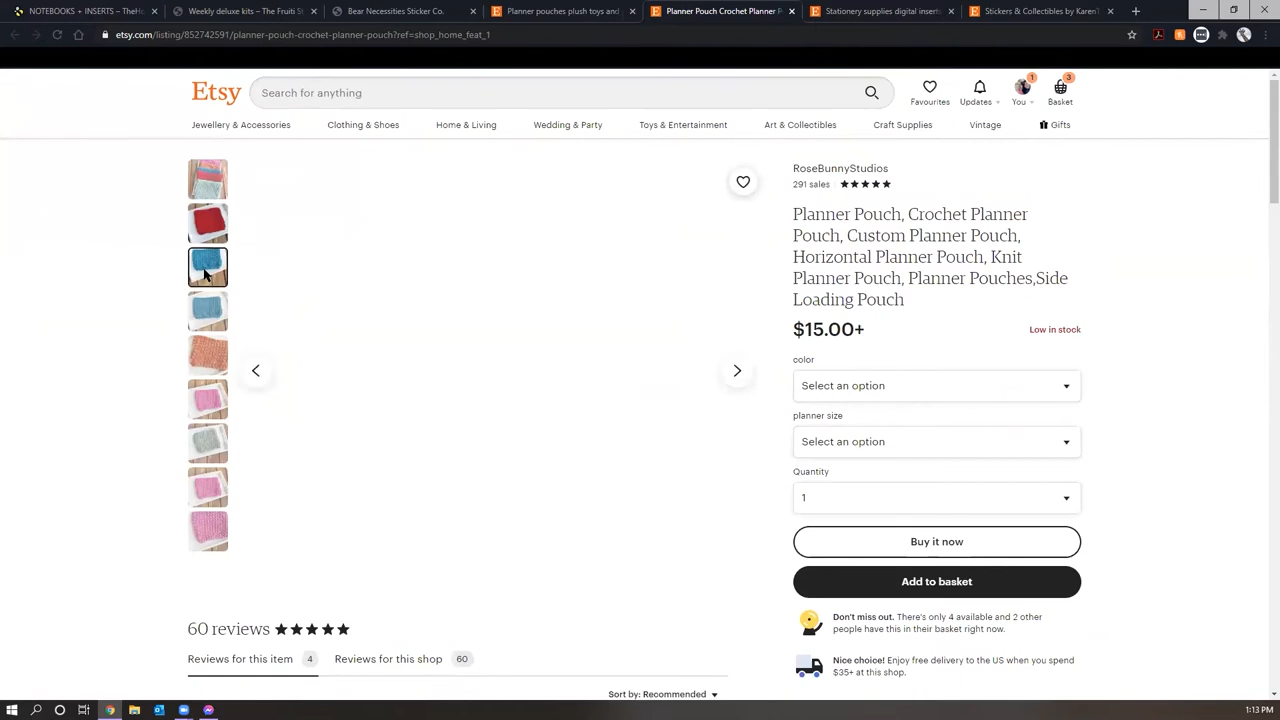 NOTEBOOKS + INSERTS – TheHo
Weekly deluxe kits – The Fruiti S
Bear Necessities Sticker Co.
Planner pouches plush toys and
Planner Pouch Crochet Planner P
Stationery supplies digital inserts
Stickers & Collectibles by KarenT
etsy.com/listing/852742591/planner-pouch-crochet-planner-pouch?ref=shop_home_feat_1
Etsy
Search for anything
1
3
Favourites
Updates
You
Basket
Jewellery & Accessories
Clothing & Shoes
Home & Living
Wedding & Party
Toys & Entertainment
Art & Collectibles
Craft Supplies
Vintage
Gifts
RoseBunnyStudios
291 sales
Planner Pouch, Crochet Planner
Pouch, Custom Planner Pouch,
Horizontal Planner Pouch, Knit
Planner Pouch, Planner Pouches,Side
Loading Pouch
$15.00+
Low in stock
color
Select an option
planner size
Select an option
Quantity
1
Buy it now
Add to basket
Don't miss out. There's only 4 available and 2 other
people have this in their basket right now.
Nice choice! Enjoy free delivery to the US when you spend
$35+ at this shop.
60 reviews
Reviews for this item 4
Reviews for this shop 60
Sort by: Recommended
1:13 PM